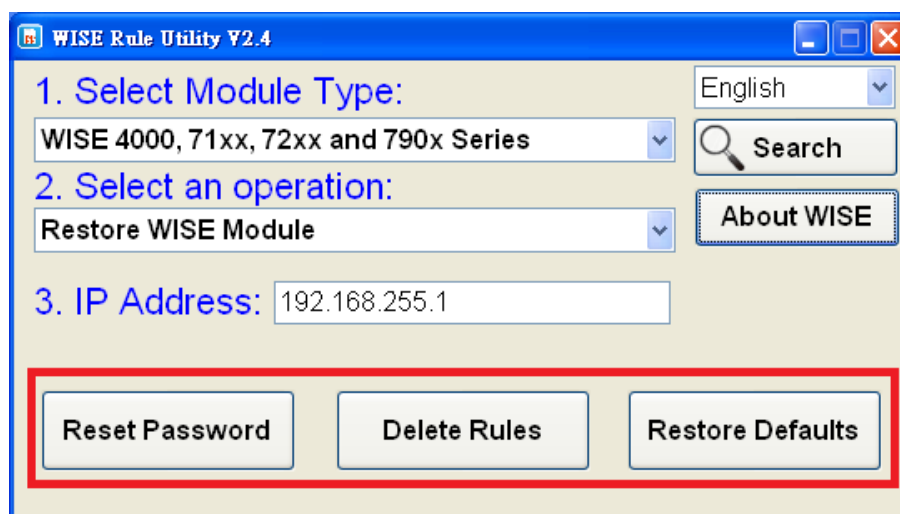 WISE Rule Utility V2.4
1. Select Module Type:
English
WISE 4000, 71xx, 72xx and 790x Series
Search
2. Select an operation:
About WISE
Restore WISE Module
3. IP Address: 192.168.255.1
Reset Password
Delete Rules
Restore Defaults